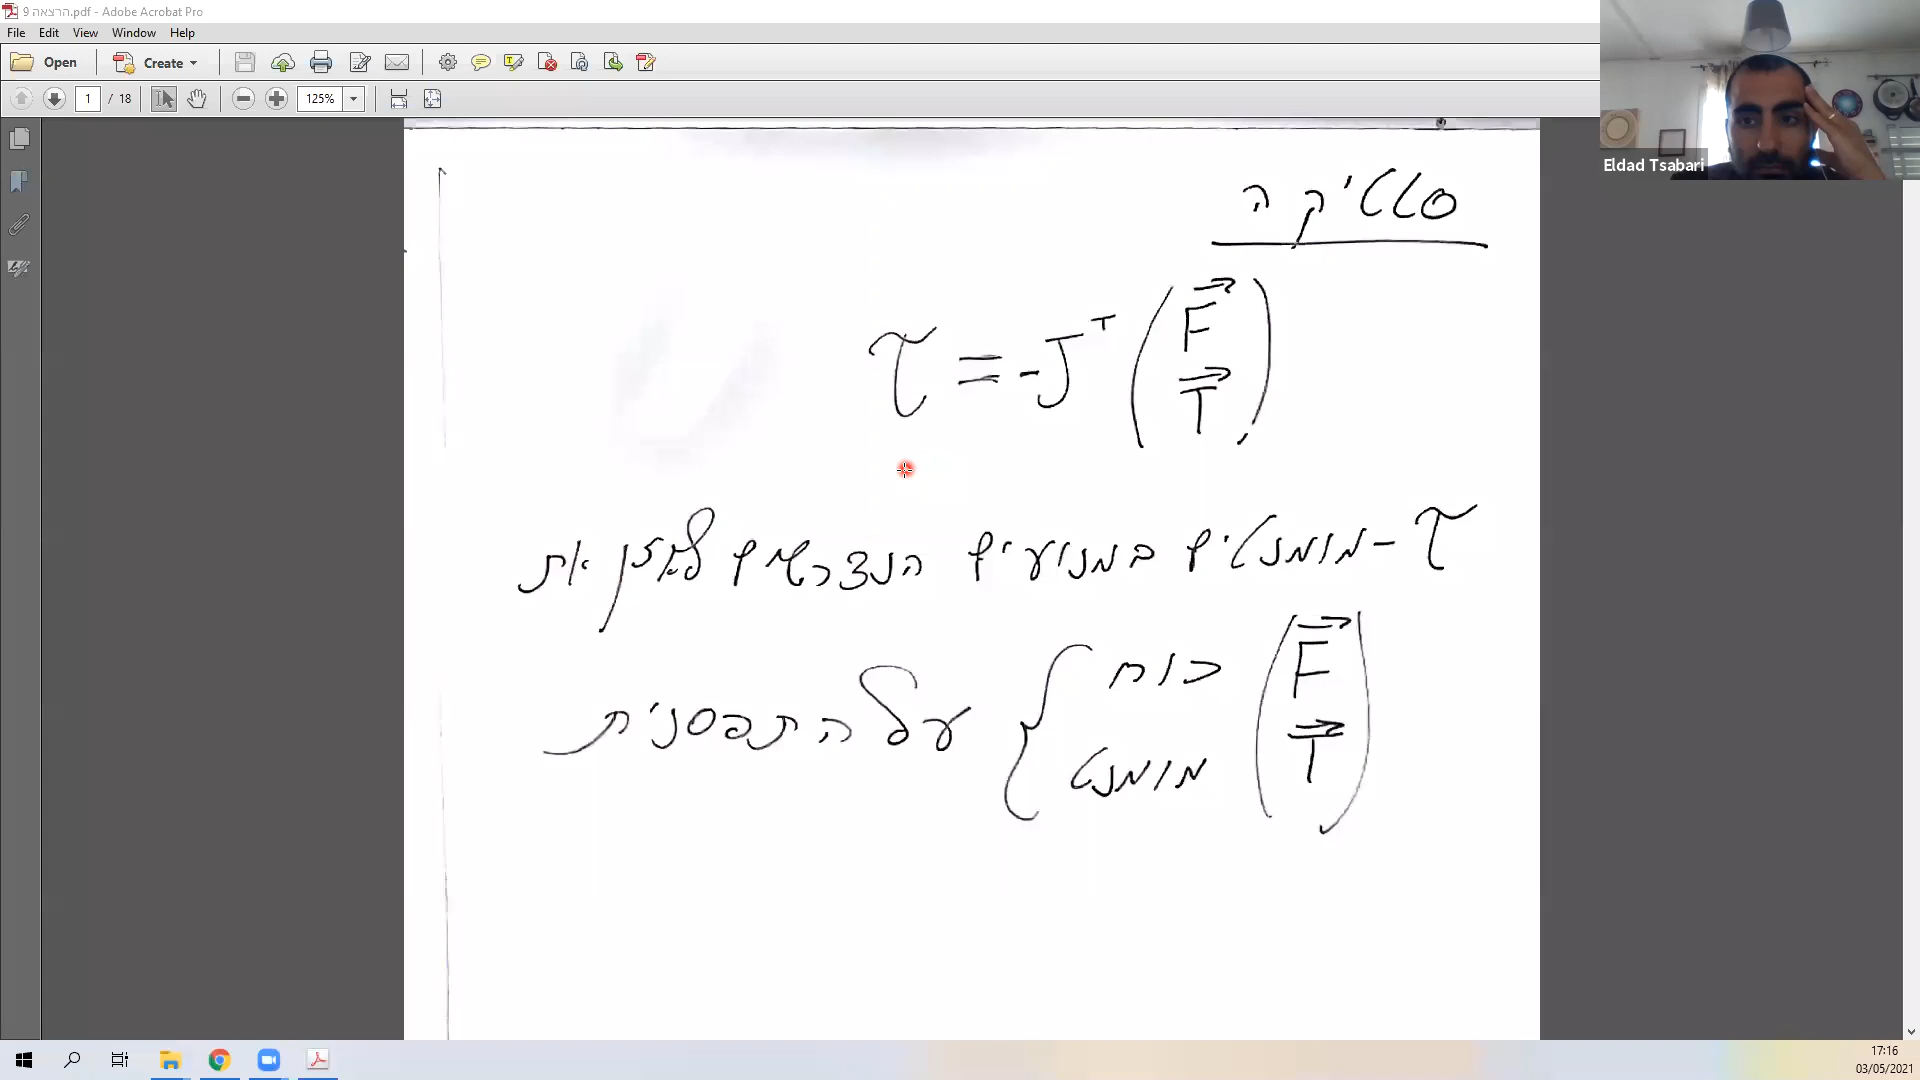 הרצאה 9.pdf - Adobe Acrobat Pro
File Edit View Window Help
Open Create
1 / 18 125%
Eldad Tsabari
סטטיקה
τ = -Jᵀ (F⃗ T⃗)
τ - מומנטים במנועים הנדרשים לאזן את
(F⃗ T⃗) { כוח מומנט על התפסנית
17:16
03/05/2021